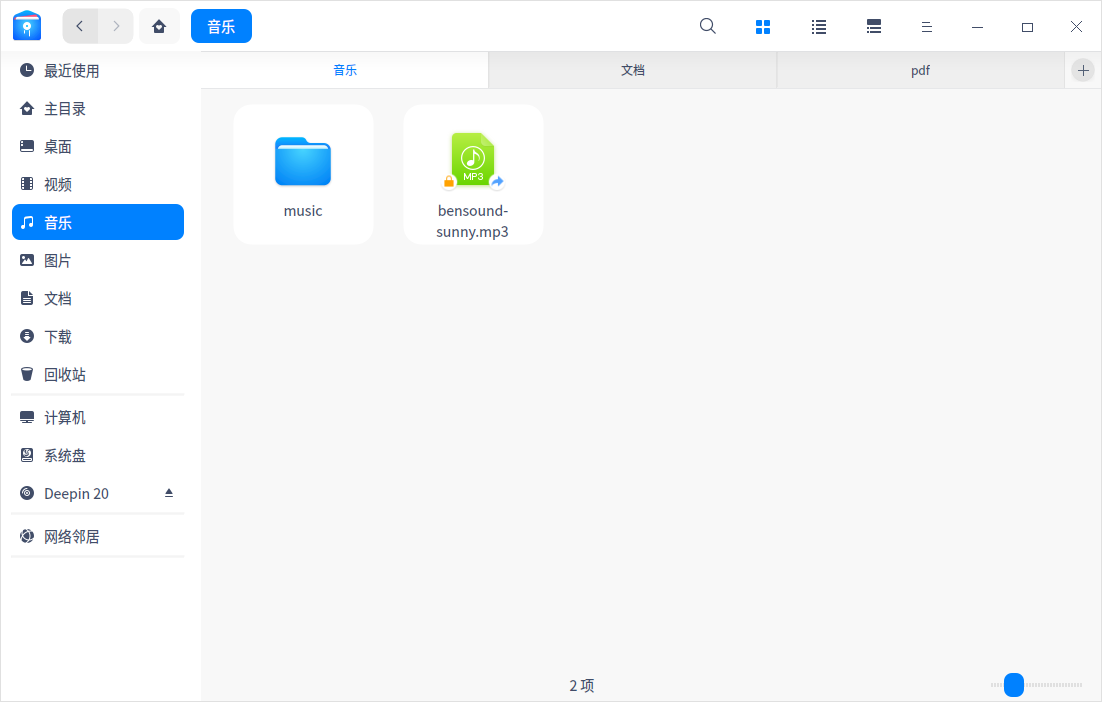 音乐
最近使用
主目录
桌面
视频
音乐
图片
文档
下载
回收站
计算机
系统盘
Deepin 20
网络邻居
音乐
文档
pdf
music
MP3
bensound-
sunny.mp3
2 项